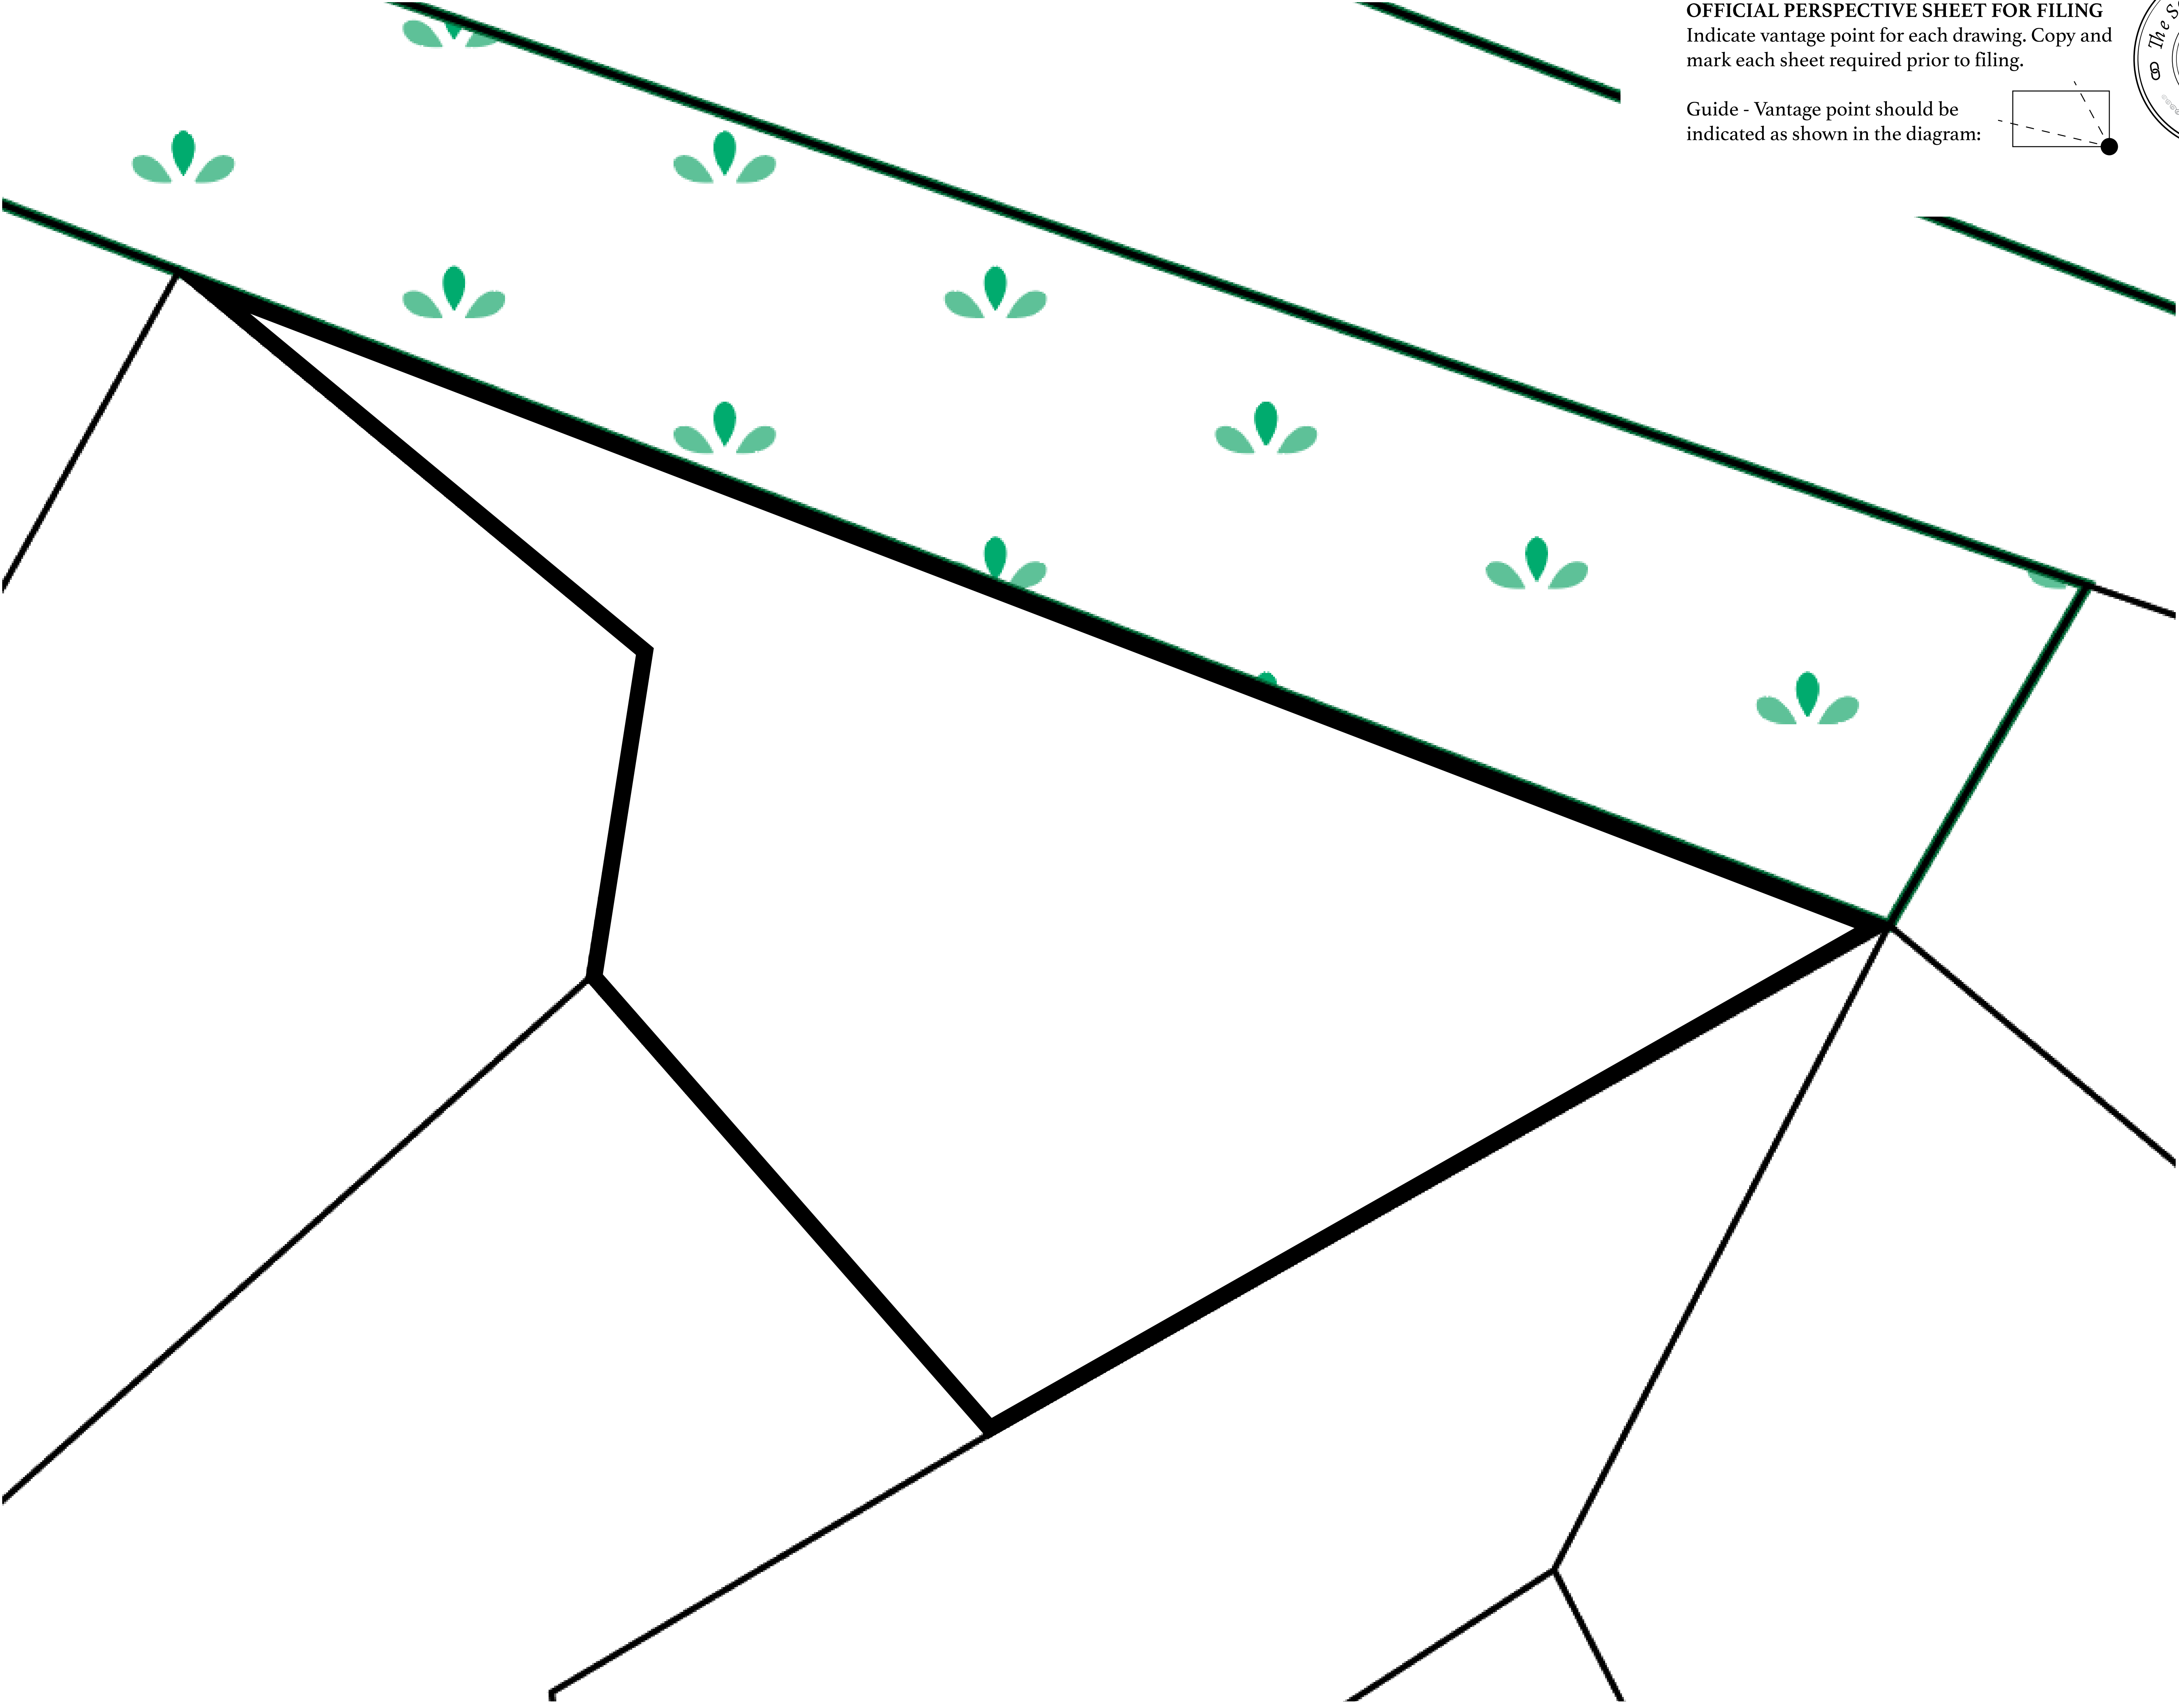 OFFICIAL PERSPECTIVE SHEET FOR FILING
Indicate vantage point for each drawing. Copy and
mark each sheet required prior to filing.
Guide - Vantage point should be
indicated as shown in the diagram:
The